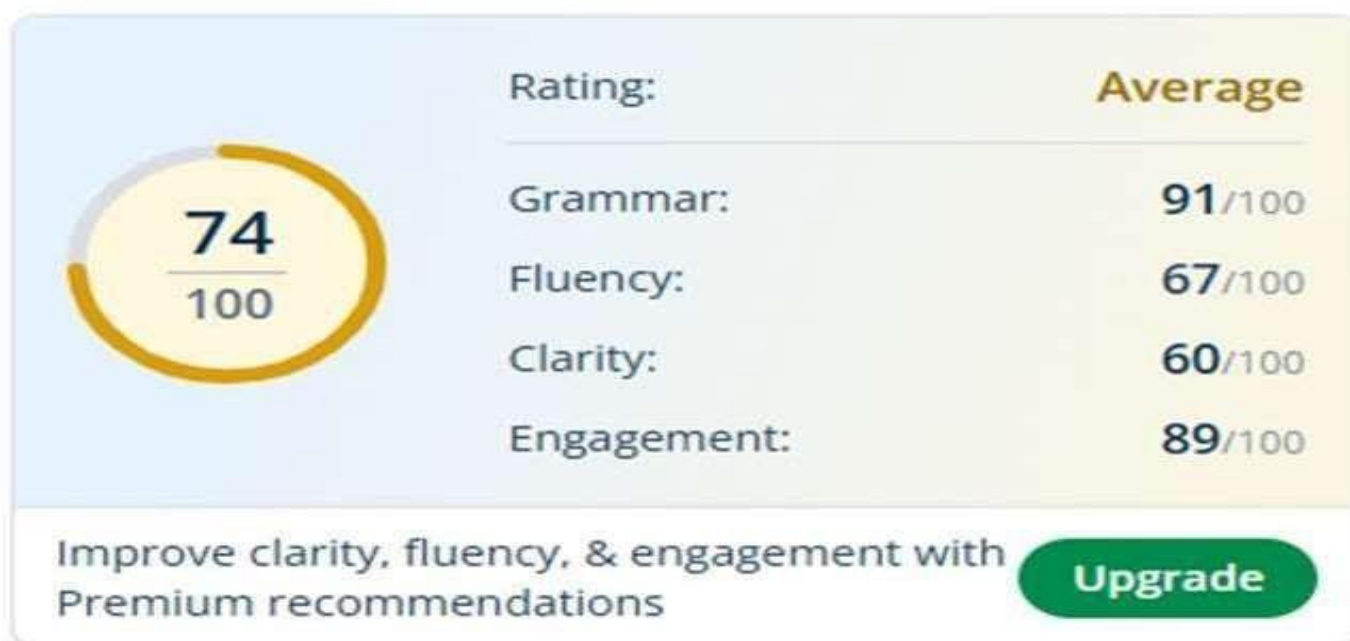 Rating: Average
74
100
Grammar: 91/100
Fluency: 67/100
Clarity: 60/100
Engagement: 89/100
Improve clarity, fluency, & engagement with
Premium recommendations
Upgrade